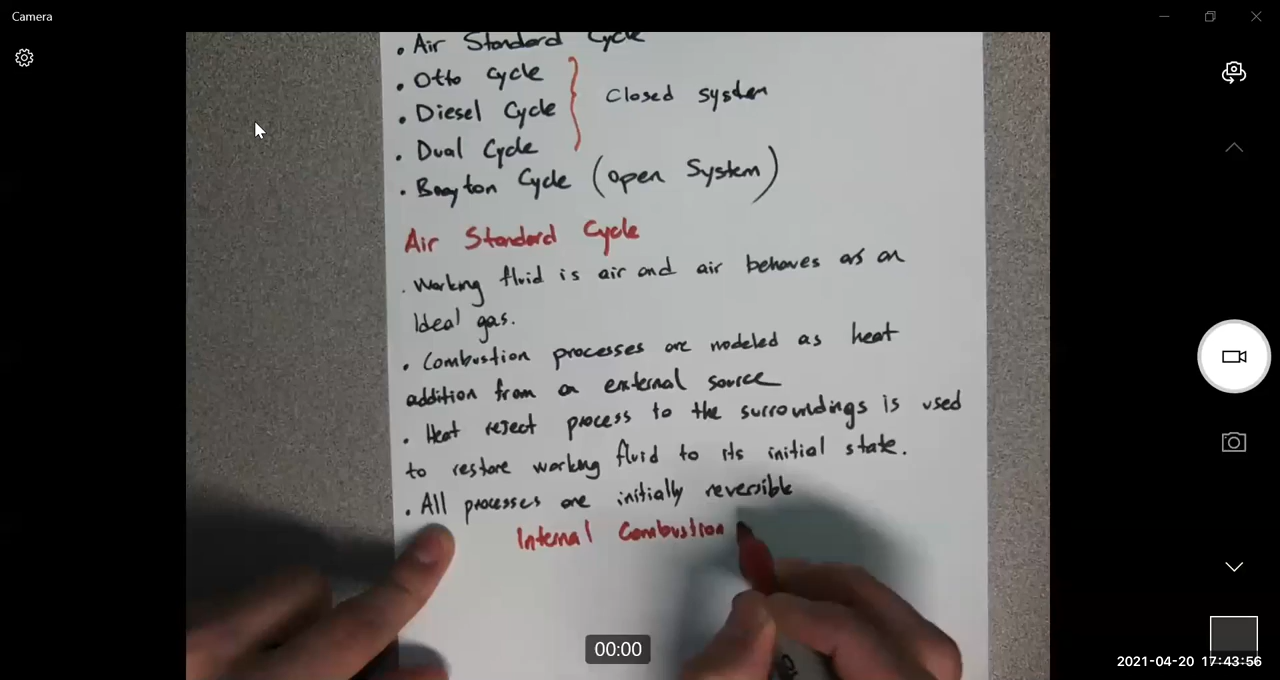 Camera
• Air Standard Cycle
• Otto Cycle
• Diesel Cycle
closed system
• Dual Cycle
• Brayton Cycle (open System)
Air Standard Cycle
. Working fluid is air and air behaves as an
Ideal gas.
• Combustion processes are modeled as heat
addition from an external source
• Heat reject process to the surroundings is used
to restore working fluid to its initial state.
• All processes are initially reversible
Internal Combustion
00:00
2021-04-20 17:43:56